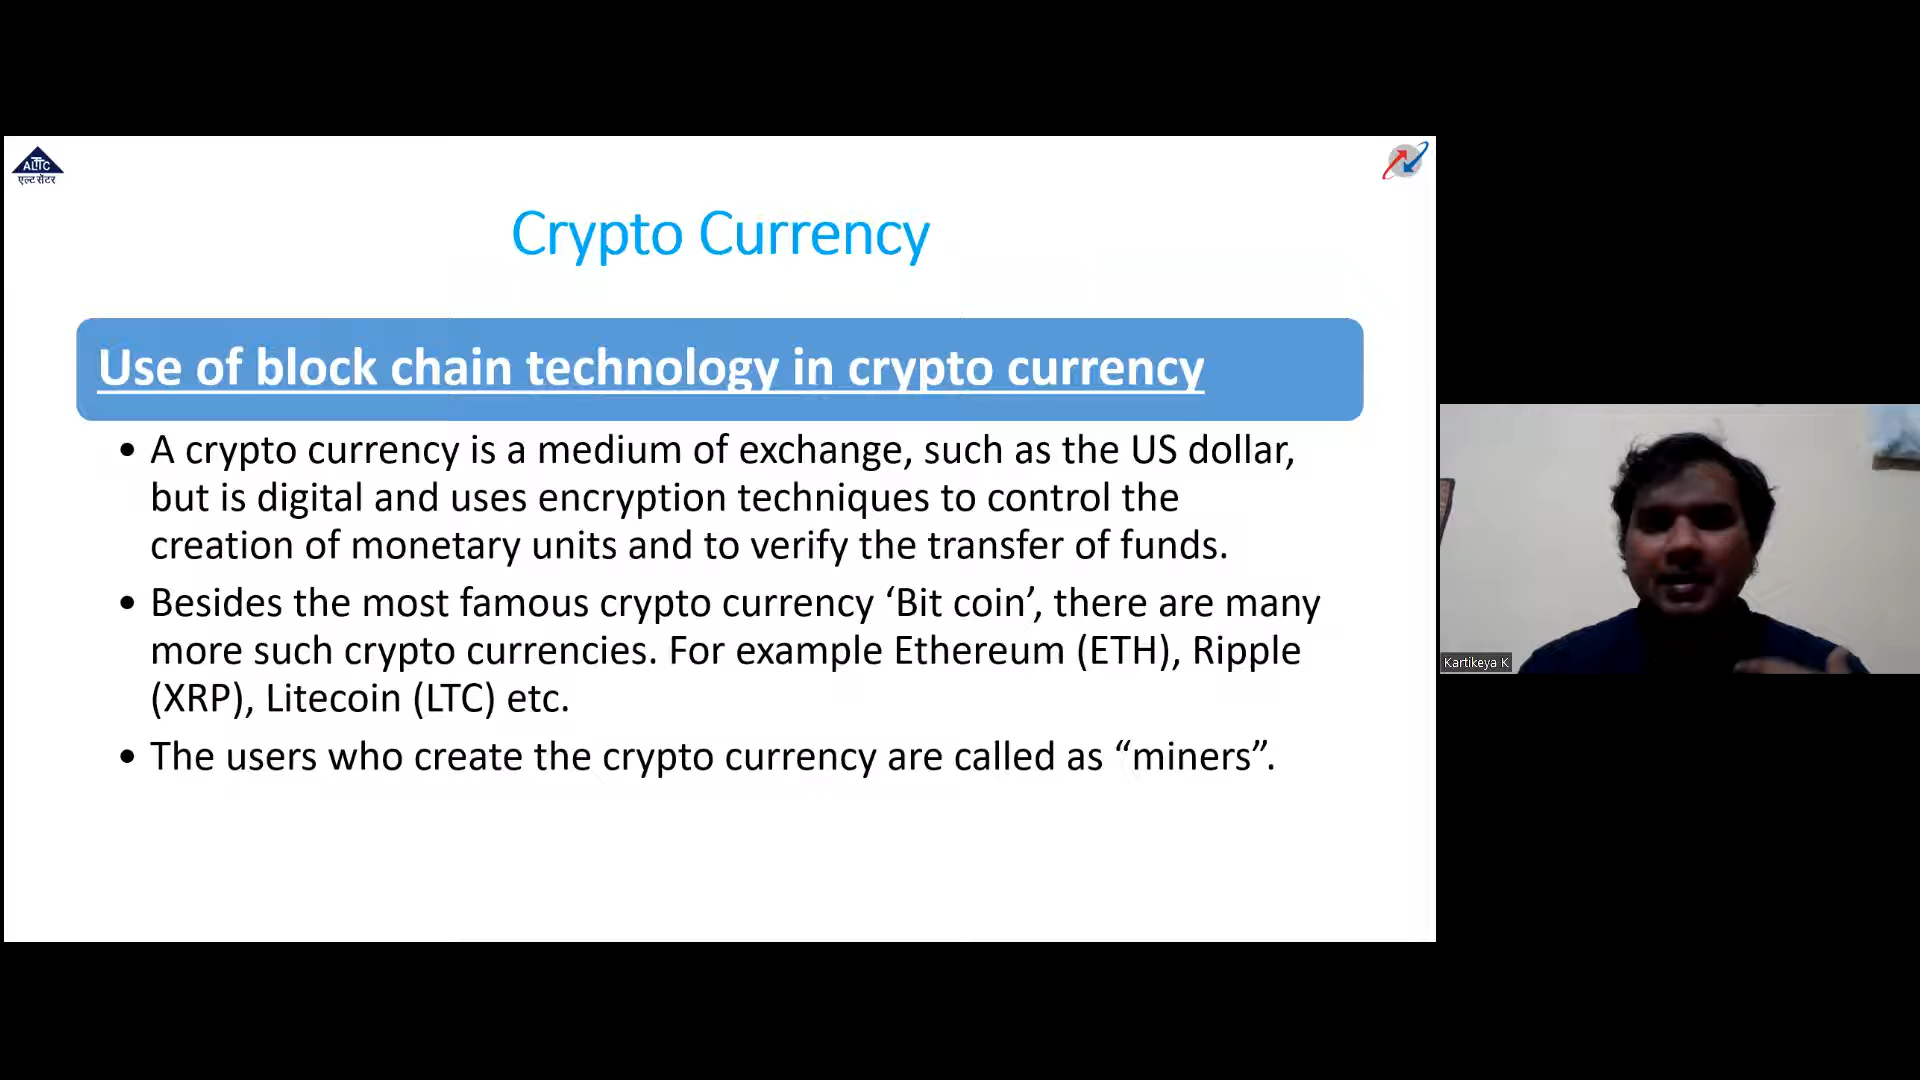 ALTTC
एल्ट सेंटर
Crypto Currency
Use of block chain technology in crypto currency
• A crypto currency is a medium of exchange, such as the US dollar,
but is digital and uses encryption techniques to control the
creation of monetary units and to verify the transfer of funds.
• Besides the most famous crypto currency ‘Bit coin’, there are many
more such crypto currencies. For example Ethereum (ETH), Ripple
(XRP), Litecoin (LTC) etc.
• The users who create the crypto currency are called as “miners”.
Kartikeya K